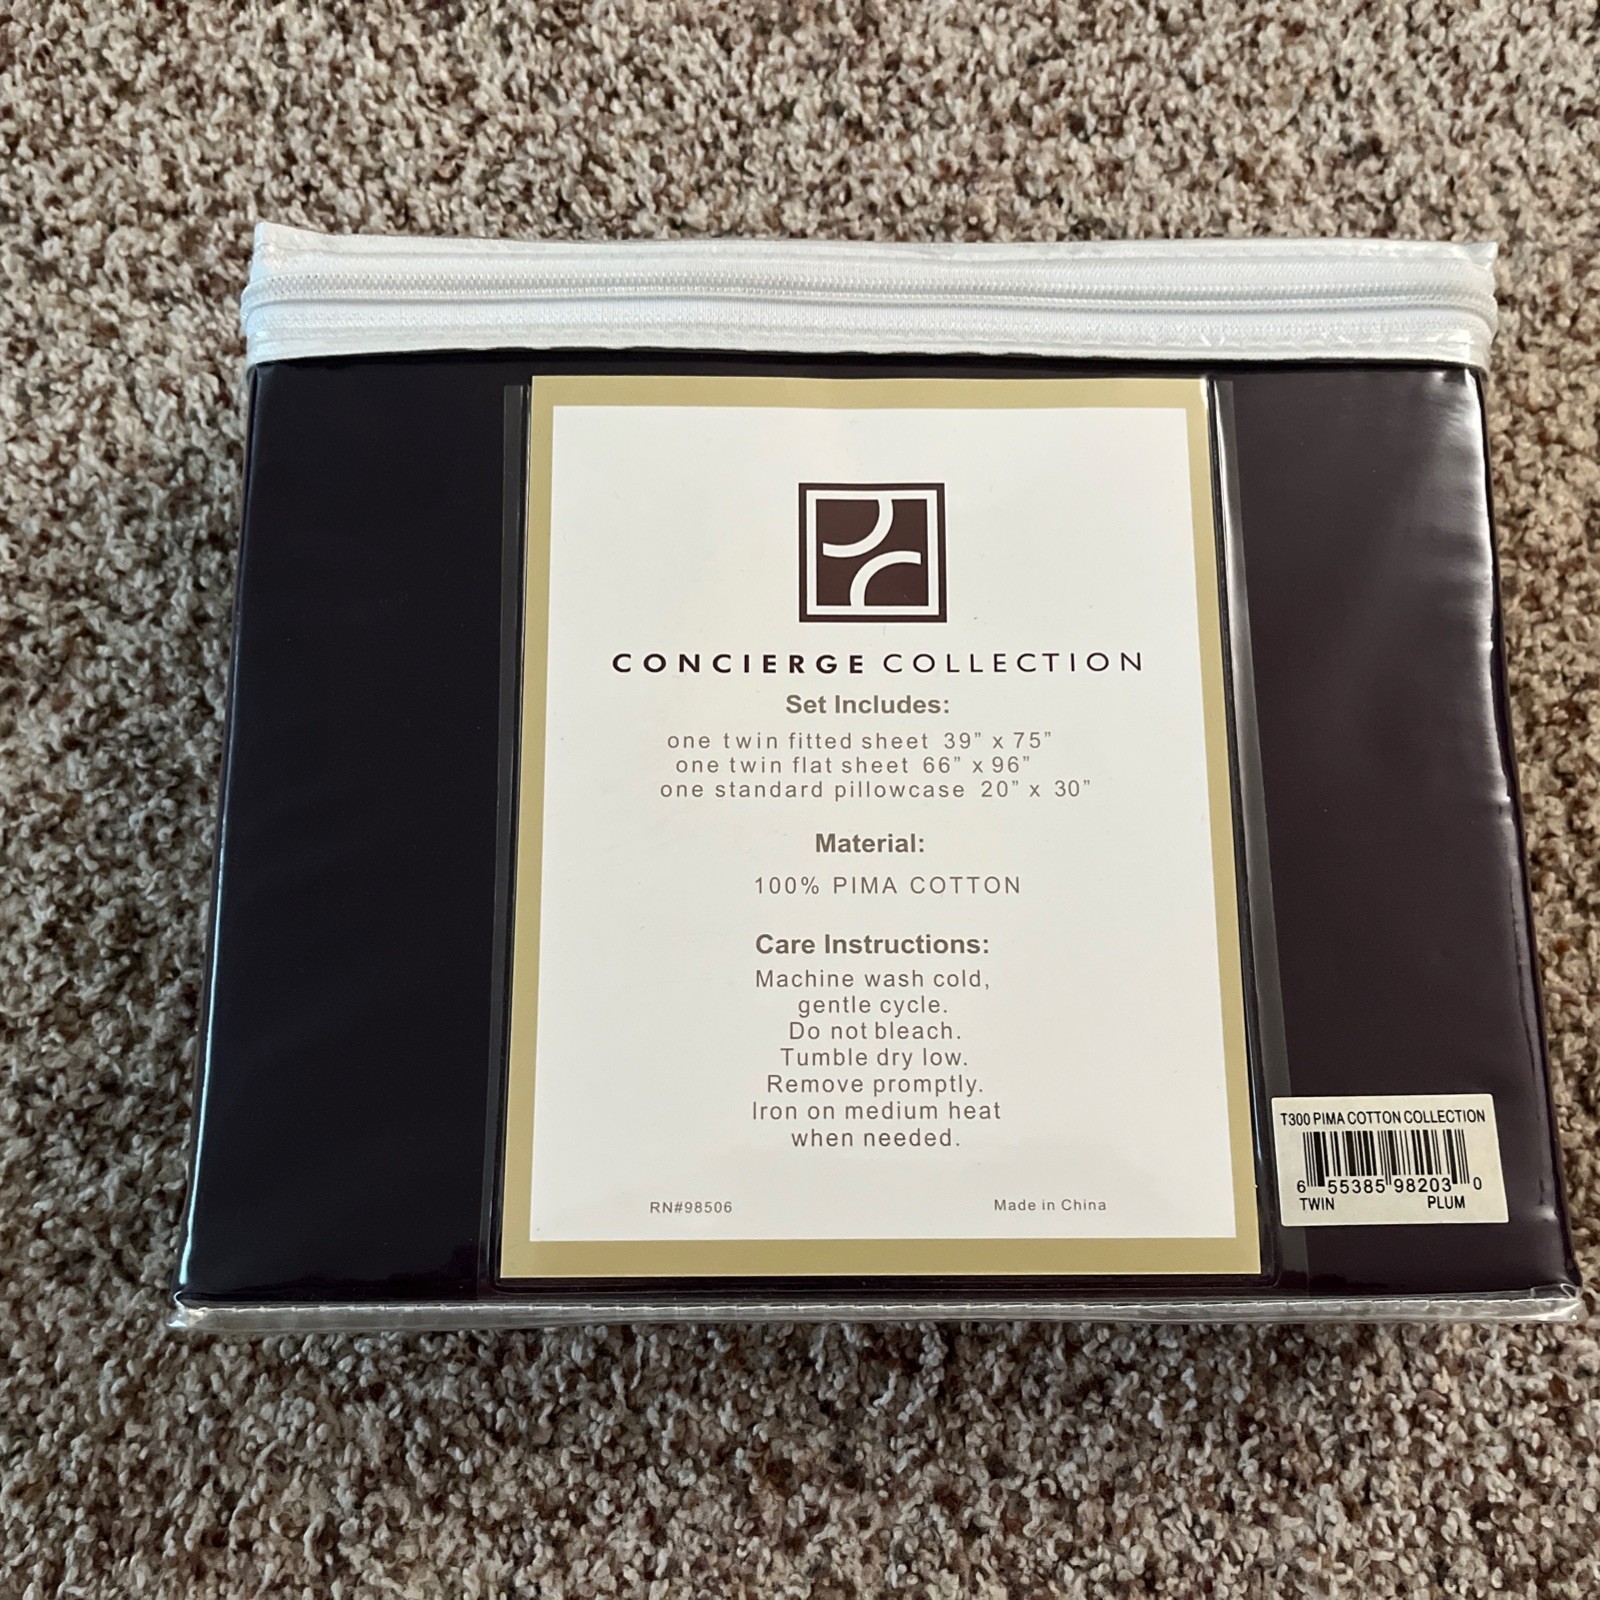 CONCIERGE COLLECTION
Set Includes:
one twin fitted sheet 39” x 75”
one twin flat sheet 66” x 96”
one standard pillowcase 20” x 30”
Material:
100% PIMA COTTON
Care Instructions:
Machine wash cold,
gentle cycle.
Do not bleach.
Tumble dry low.
Remove promptly.
Iron on medium heat
when needed.
RN#98506 Made in China
T300 PIMA COTTON COLLECTION
6 55385 98203 0
TWIN PLUM